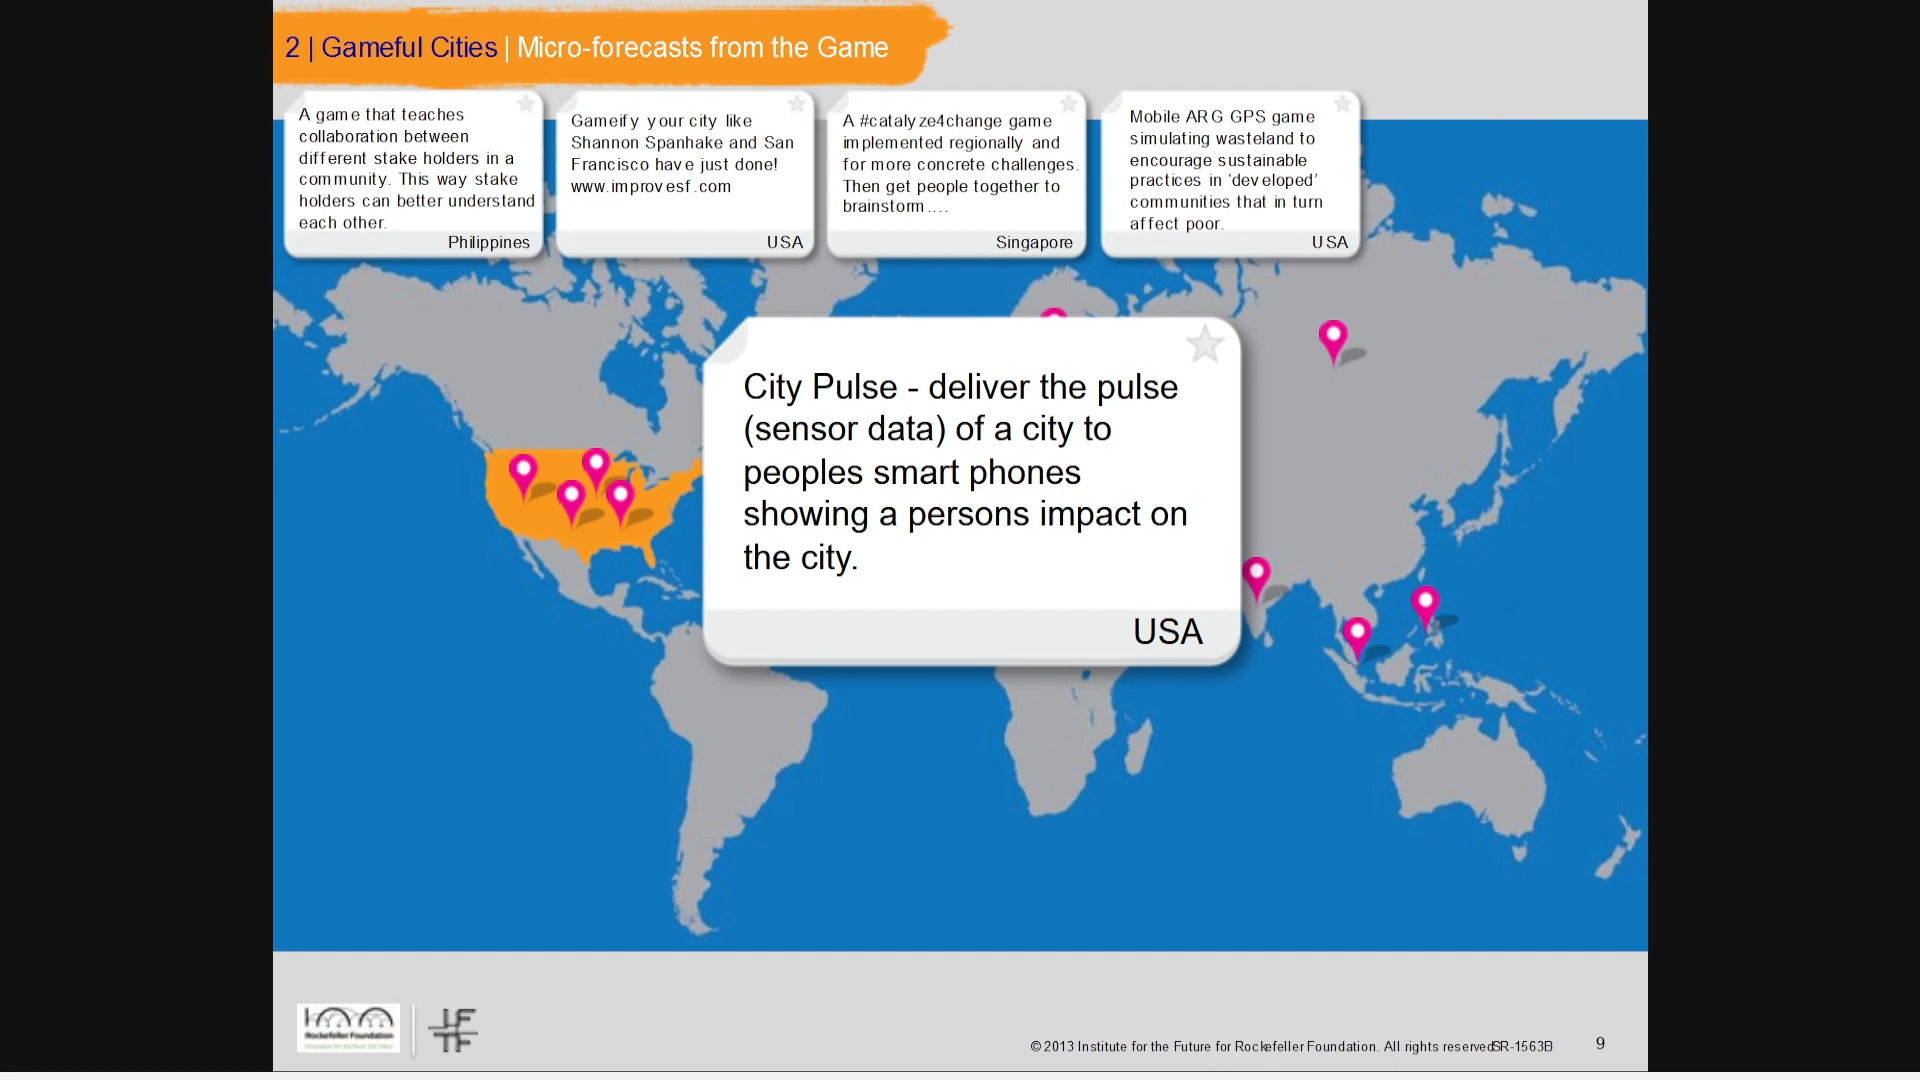 2 | Gameful Cities | Micro-forecasts from the Game
A game that teaches
collaboration between
different stake holders in a
community. This way stake
holders can better understand
each other.
Philippines
Gameify your city like
Shannon Spanhake and San
Francisco have just done!
www.improvesf.com
USA
A #catalyze4change game
implemented regionally and
for more concrete challenges.
Then get people together to
brainstorm....
Singapore
Mobile ARG GPS game
simulating wasteland to
encourage sustainable
practices in ‘developed’
communities that in turn
affect poor.
USA
City Pulse - deliver the pulse
(sensor data) of a city to
peoples smart phones
showing a persons impact on
the city.
USA
Rockefeller Foundation
© 2013 Institute for the Future for Rockefeller Foundation. All rights reserved SR-1563B
9